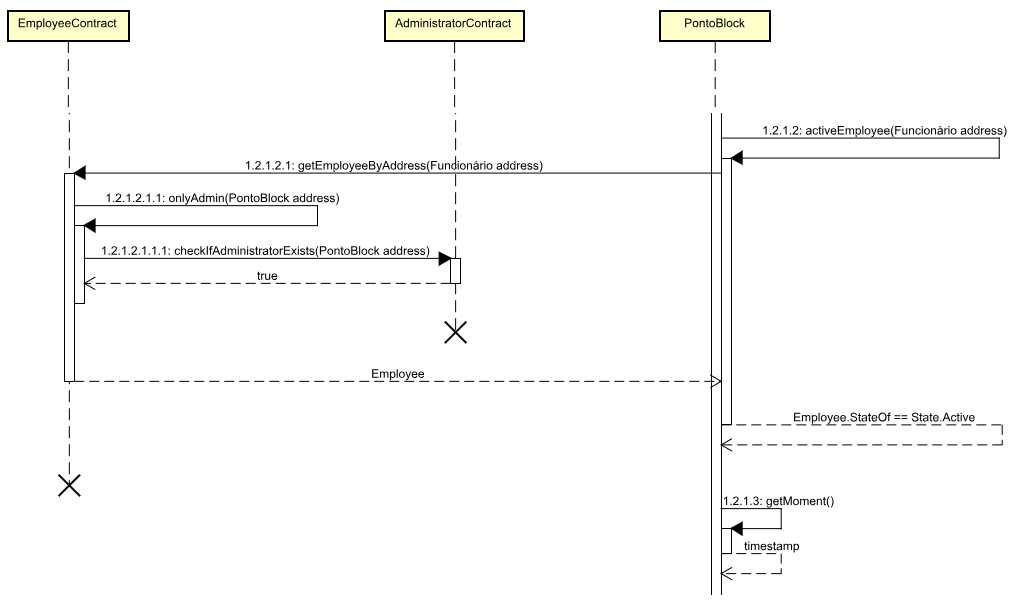 EmployeeContract
AdministratorContract
PontoBlock
1.2.1.2: activeEmployee(Funcionário address)
1.2.1.2.1: getEmployeeByAddress(Funcionário address)
1.2.1.2.1.1: onlyAdmin(PontoBlock address)
1.2.1.2.1.1.1: checkIfAdministratorExists(PontoBlock address)
true
Employee
Employee.StateOf == State.Active
1.2.1.3: getMoment()
timestamp